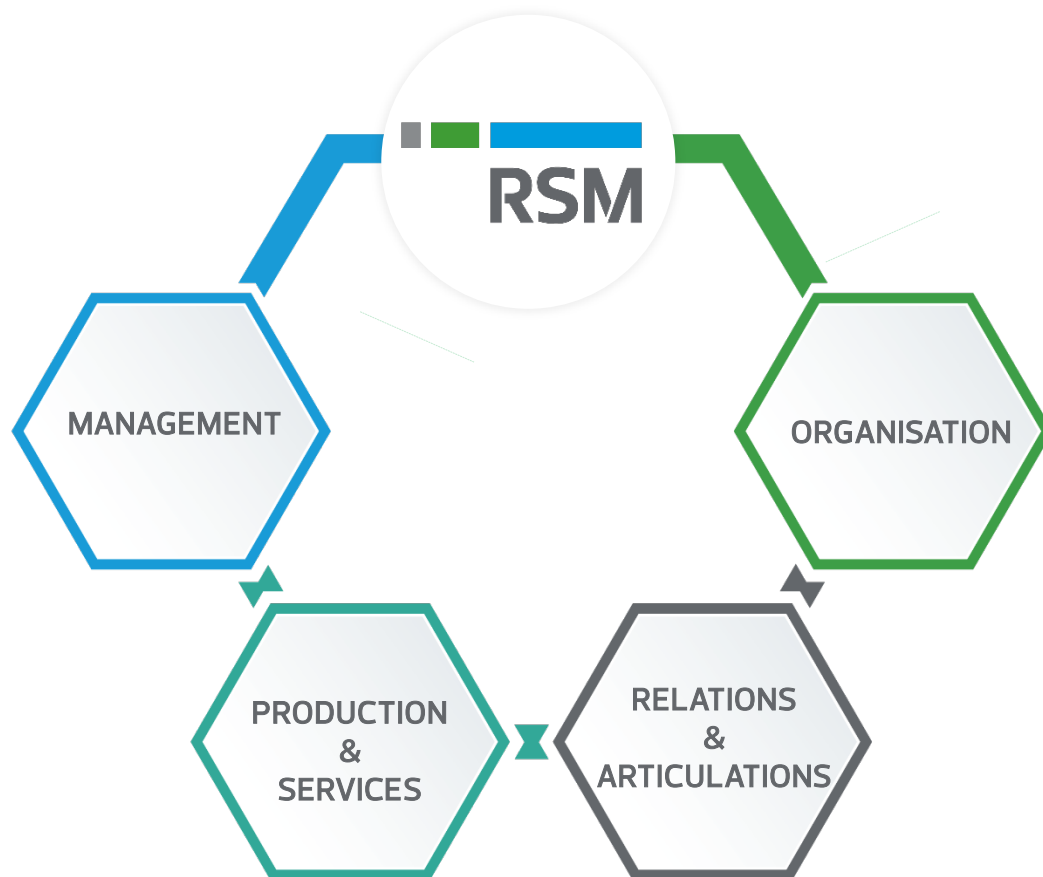 RSM
MANAGEMENT
ORGANISATION
PRODUCTION
&
SERVICES
RELATIONS
&
ARTICULATIONS